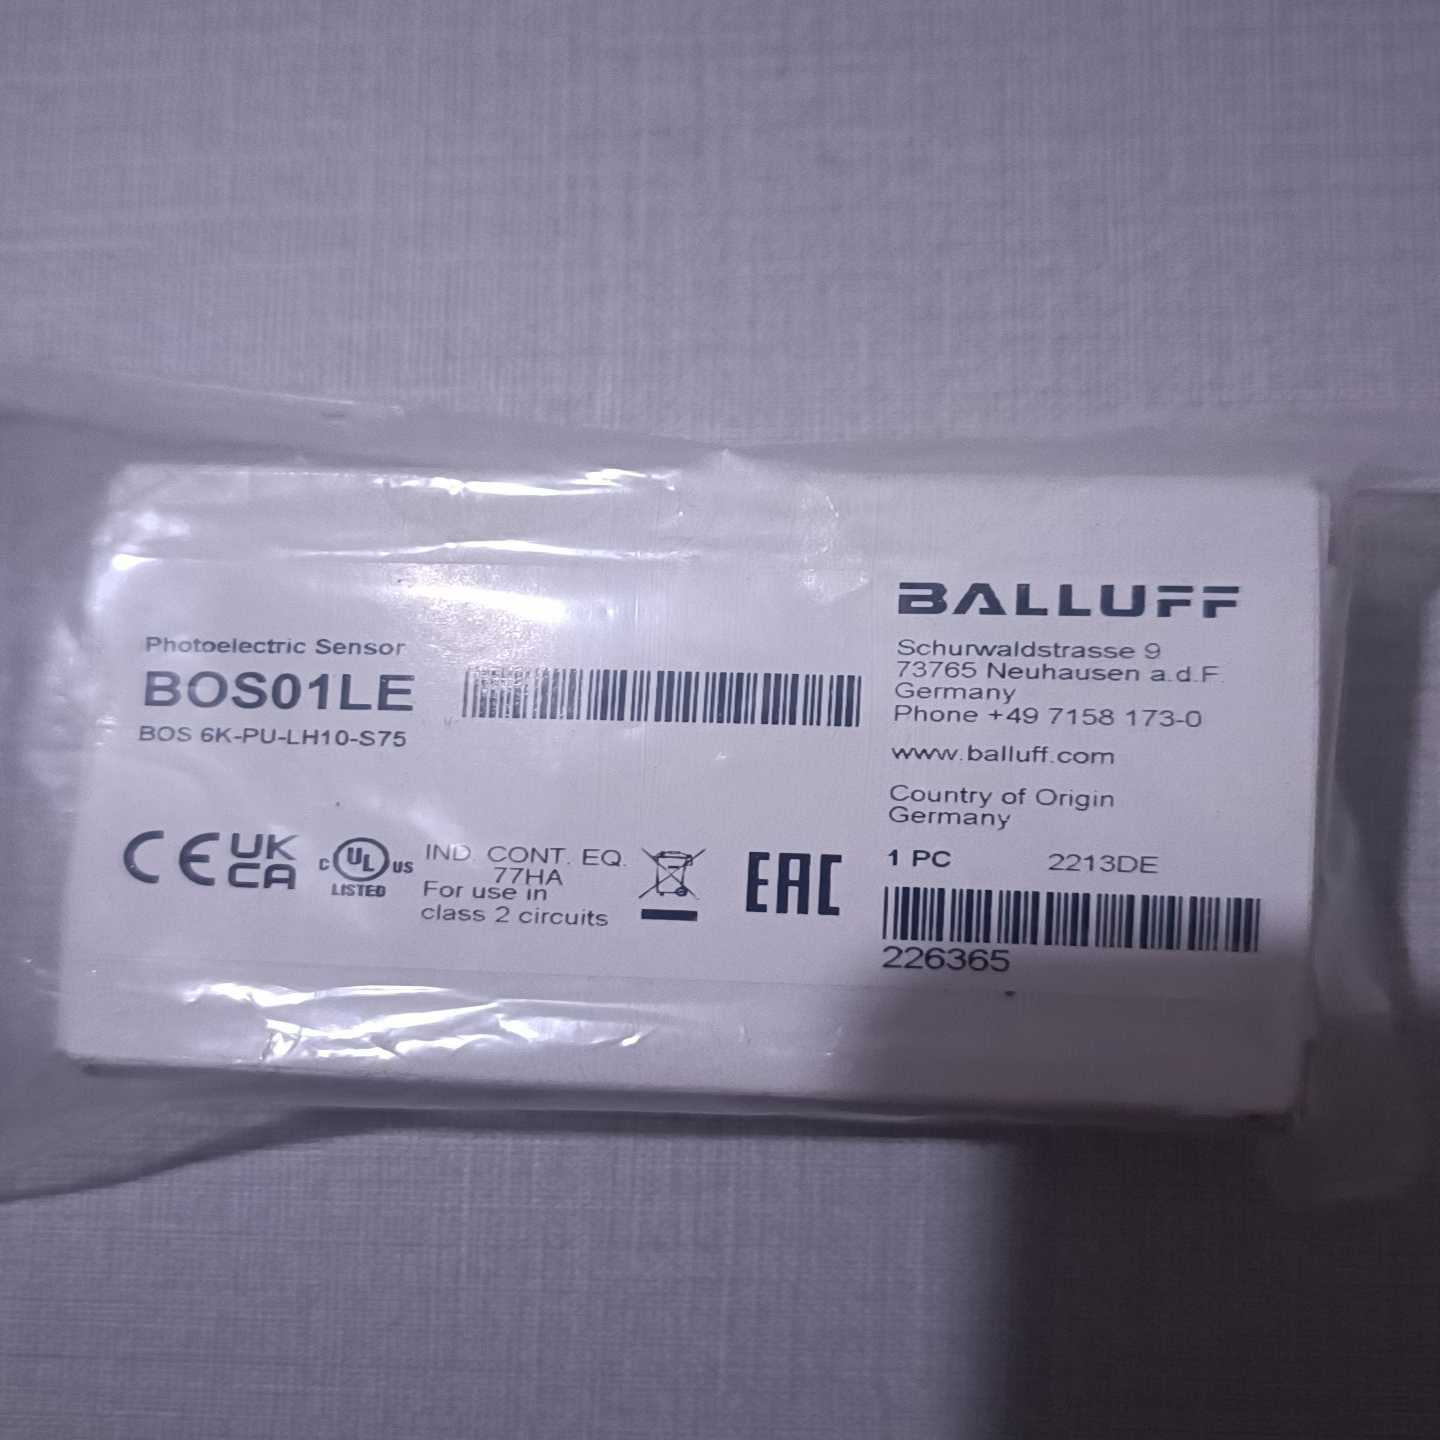 BALLUFF
Schurwaldstrasse 9
73765 Neuhausen a.d.F.
Germany
Phone +49 7158 173-0
www.balluff.com
Country of Origin
Germany
1 PC 2213DE
226365
Photoelectric Sensor
BOS01LE
BOS 6K-PU-LH10-S75
CE
UK
CA
C UL US
LISTED
IND. CONT. EQ.
77HA
For use in
class 2 circuits
EAC